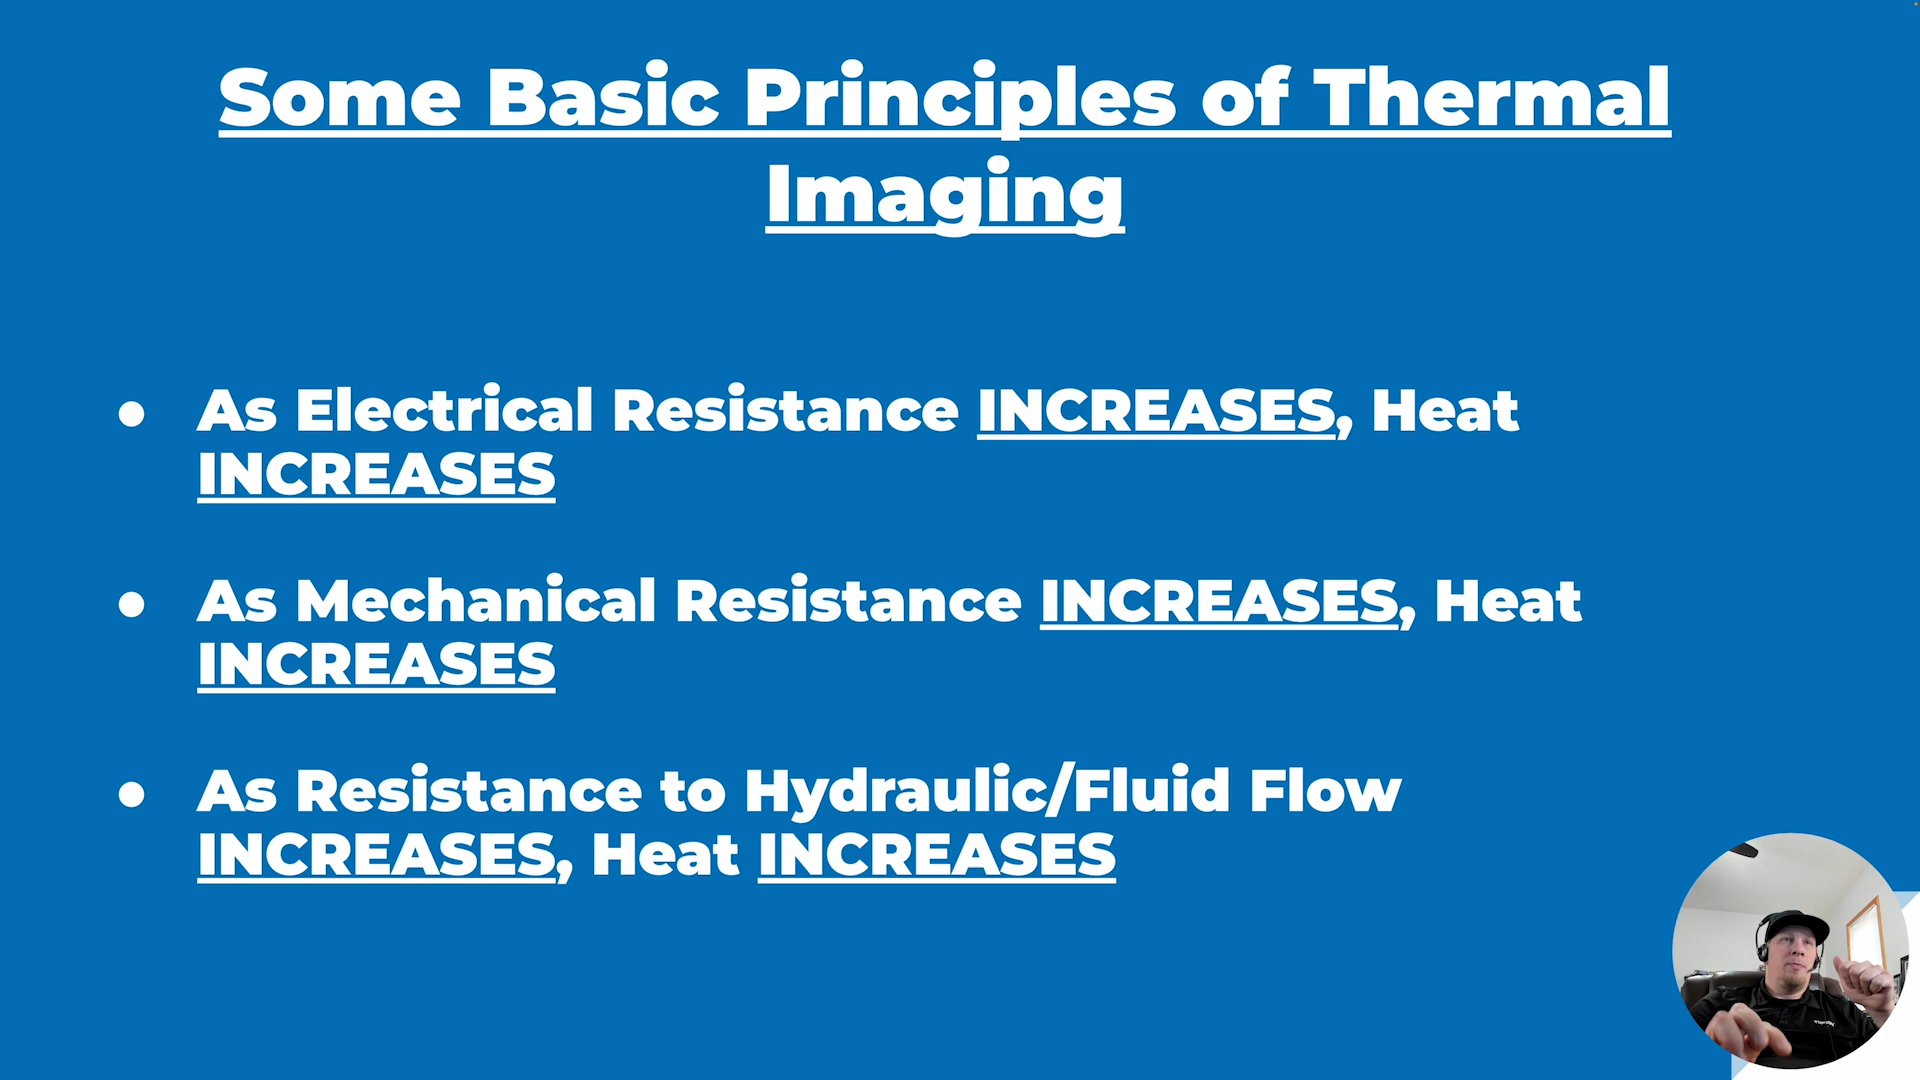 Some Basic Principles of Thermal
Imaging
● As Electrical Resistance INCREASES, Heat
INCREASES
● As Mechanical Resistance INCREASES, Heat
INCREASES
● As Resistance to Hydraulic/Fluid Flow
INCREASES, Heat INCREASES